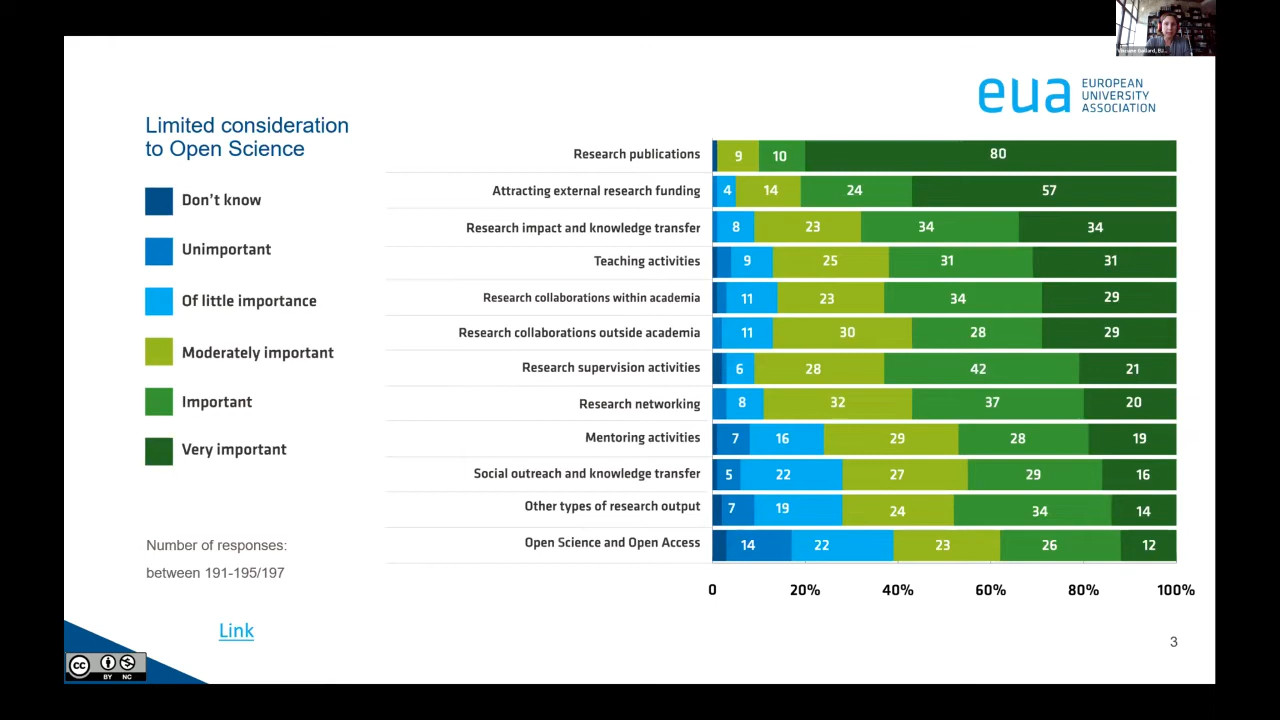 eua EUROPEAN
UNIVERSITY
ASSOCIATION
Limited consideration
to Open Science
Don't know
Unimportant
Of little importance
Moderately important
Important
Very important
Number of responses:
between 191-195/197
Link
Research publications 9 10 80
Attracting external research funding 4 14 24 57
Research impact and knowledge transfer 8 23 34 34
Teaching activities 9 25 31 31
Research collaborations within academia 11 23 34 29
Research collaborations outside academia 11 30 28 29
Research supervision activities 6 28 42 21
Research networking 8 32 37 20
Mentoring activities 7 16 29 28 19
Social outreach and knowledge transfer 5 22 27 29 16
Other types of research output 7 19 24 34 14
Open Science and Open Access 14 22 23 26 12
0 20% 40% 60% 80% 100%
3
cc
BY NC